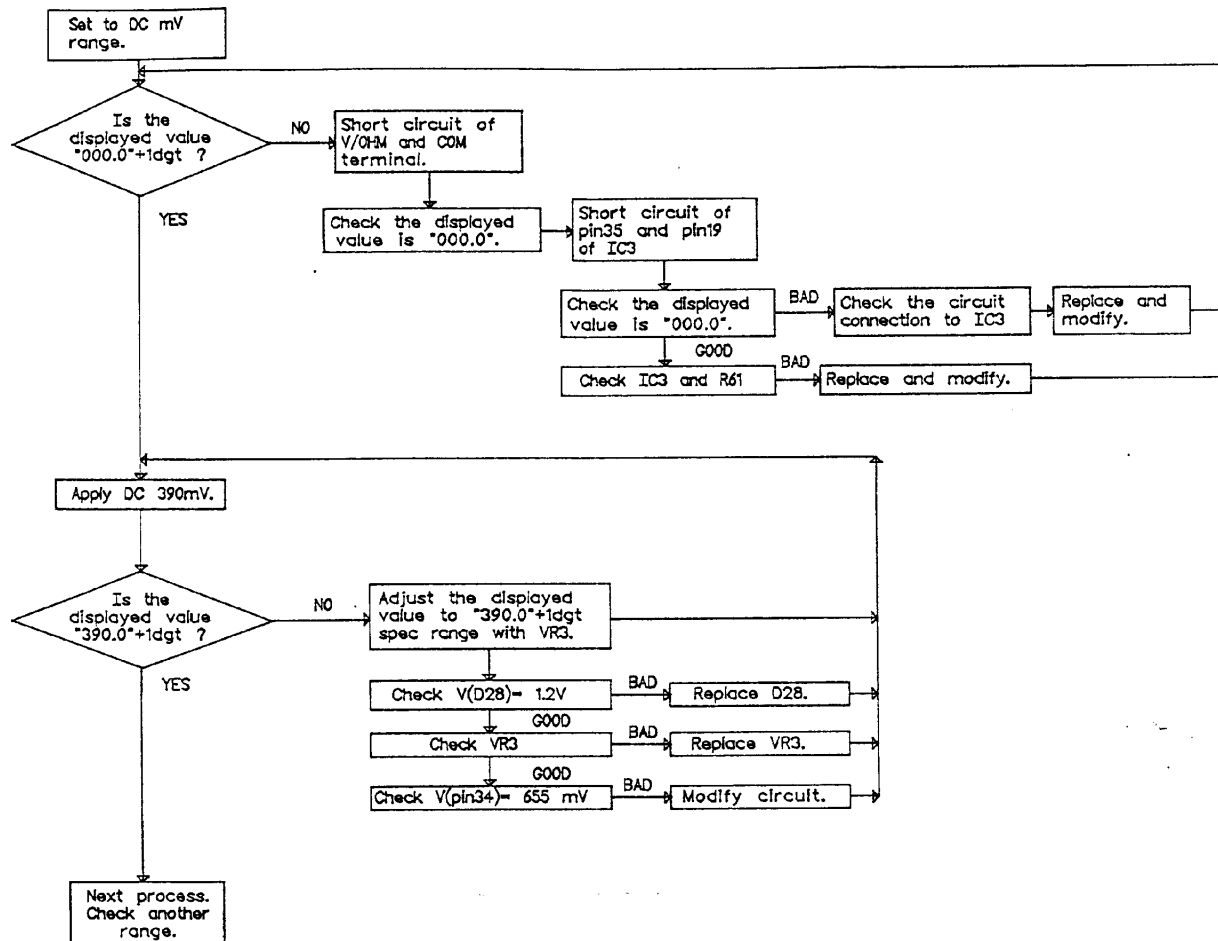 Set to DC mV
range.
Is the
displayed value
"000.0"+1dgt ?
NO
YES
Short circuit of
V/OHM and COM
terminal.
Check the displayed
value is "000.0".
Short circuit of
pin35 and pin19
of IC3
Check the displayed
value is "000.0".
BAD
Check the circuit
connection to IC3
Replace and
modify.
GOOD
Check IC3 and R61
BAD
Replace and modify.
Apply DC 390mV.
Is the
displayed value
"390.0"+1dgt ?
NO
YES
Adjust the displayed
value to "390.0"+1dgt
spec range with VR3.
Check V(D28)= 1.2V
BAD
Replace D28.
GOOD
Check VR3
BAD
Replace VR3.
GOOD
Check V(pin34)= 655 mV
BAD
Modify circuit.
Next process.
Check another
range.